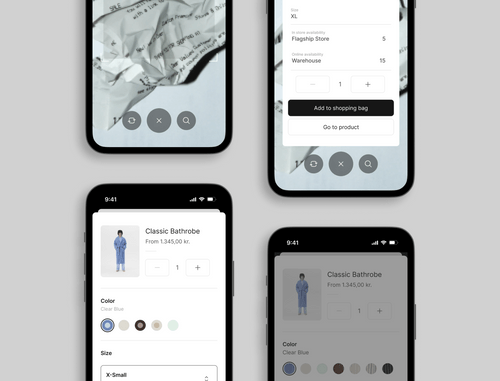 Size
XL
In store availability
Flagship Store 5
Online availability
Warehouse 15
1
Add to shopping bag
Go to product
9:41
Classic Bathrobe
From 1.345,00 kr.
1
Color
Clear Blue
Size
X-Small
9:41
Classic Bathrobe
From 1.345,00 kr.
1
Color
Clear Blue